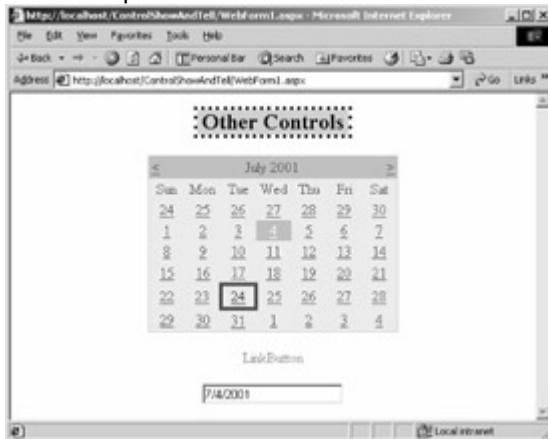 http://localhost/ControlShowAndTell/WebForm1.aspx - Microsoft Internet Explorer
File Edit View Favorites Tools Help
Back Personal Bar Search Favorites
Address http://localhost/ControlShowAndTell/WebForm1.aspx Go Links »
Other Controls
< July 2001 >
Sun Mon Tue Wed Thu Fri Sat
24 25 26 27 28 29 30
1 2 3 4 5 6 7
8 9 10 11 12 13 14
15 16 17 18 19 20 21
22 23 24 25 26 27 28
29 30 31 1 2 3 4
LinkButton
7/4/2001
Local intranet